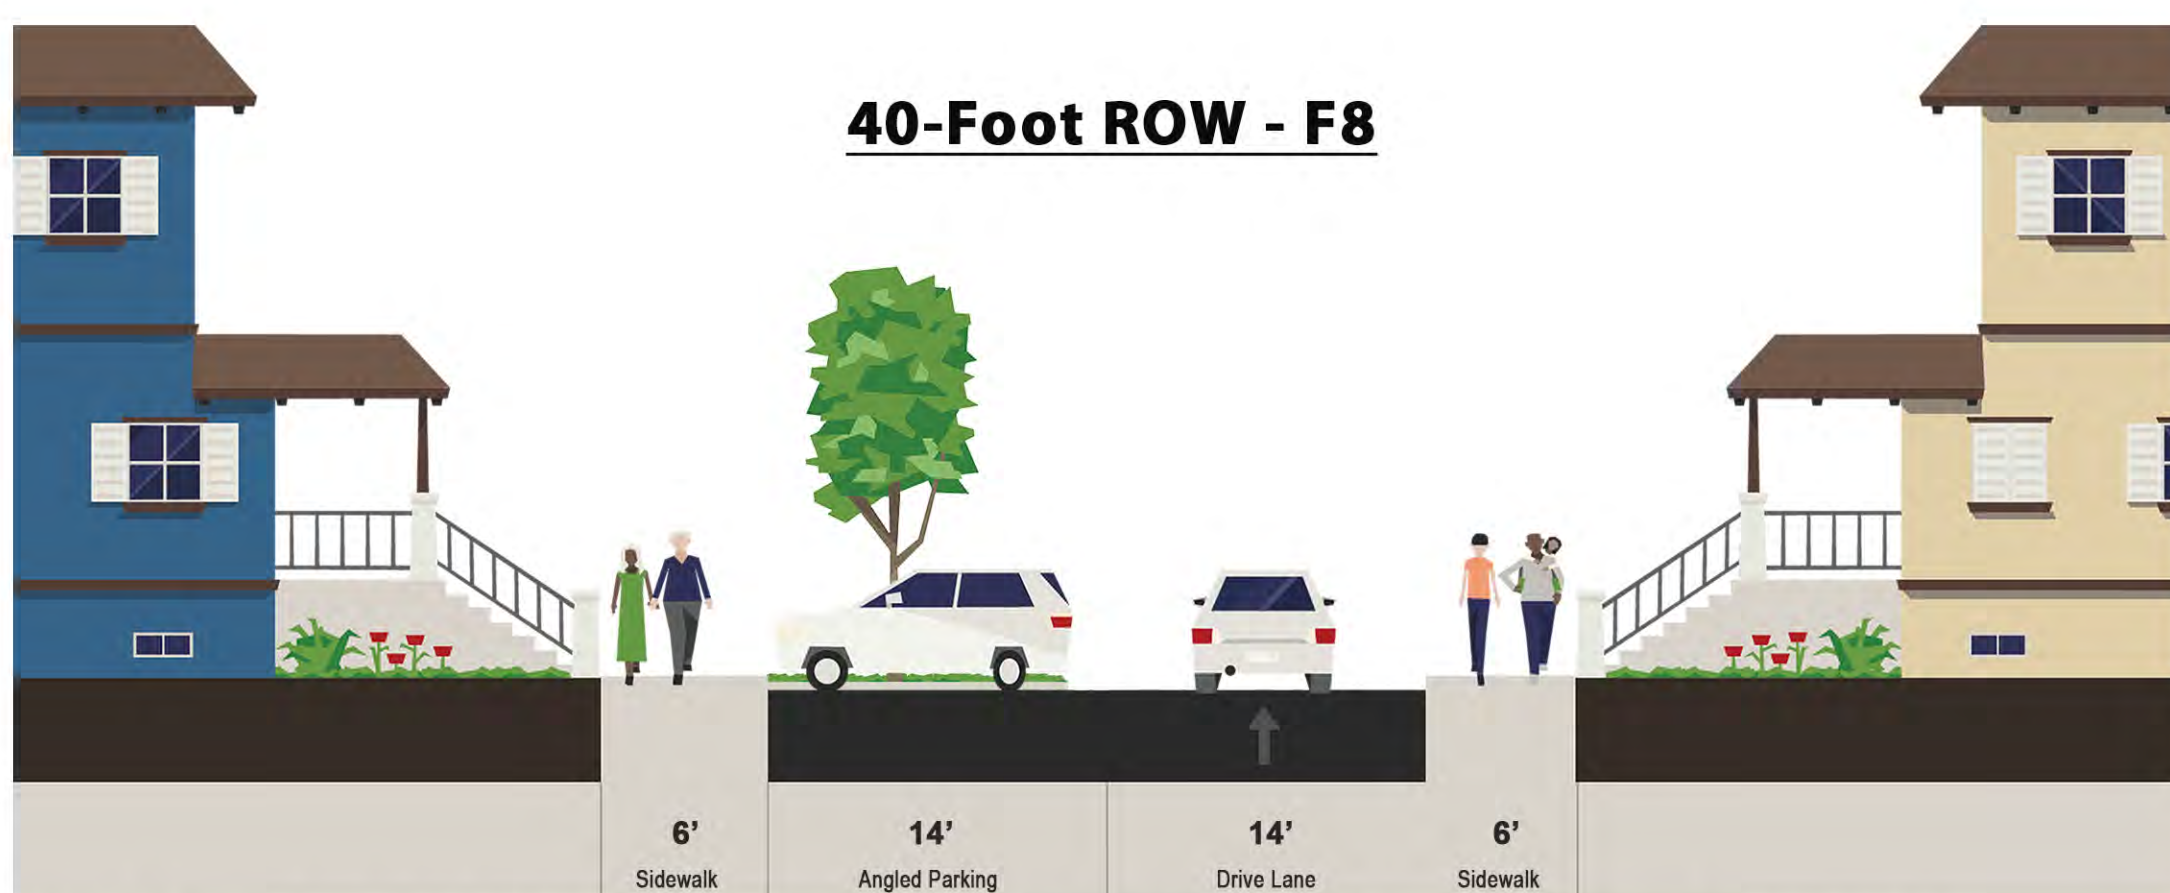 40-Foot ROW - F8
6’ 14’ 14’ 6’
Sidewalk Angled Parking Drive Lane Sidewalk